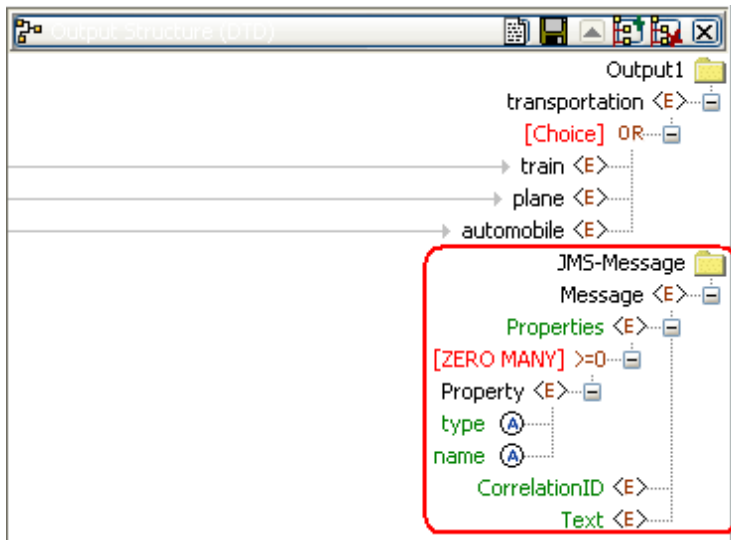 Output Structure (DTD)
Output1
transportation <E>
[Choice] OR
train <E>
plane <E>
automobile <E>
JMS-Message
Message <E>
Properties <E>
[ZERO MANY] >=0
Property <E>
type A
name A
CorrelationID <E>
Text <E>